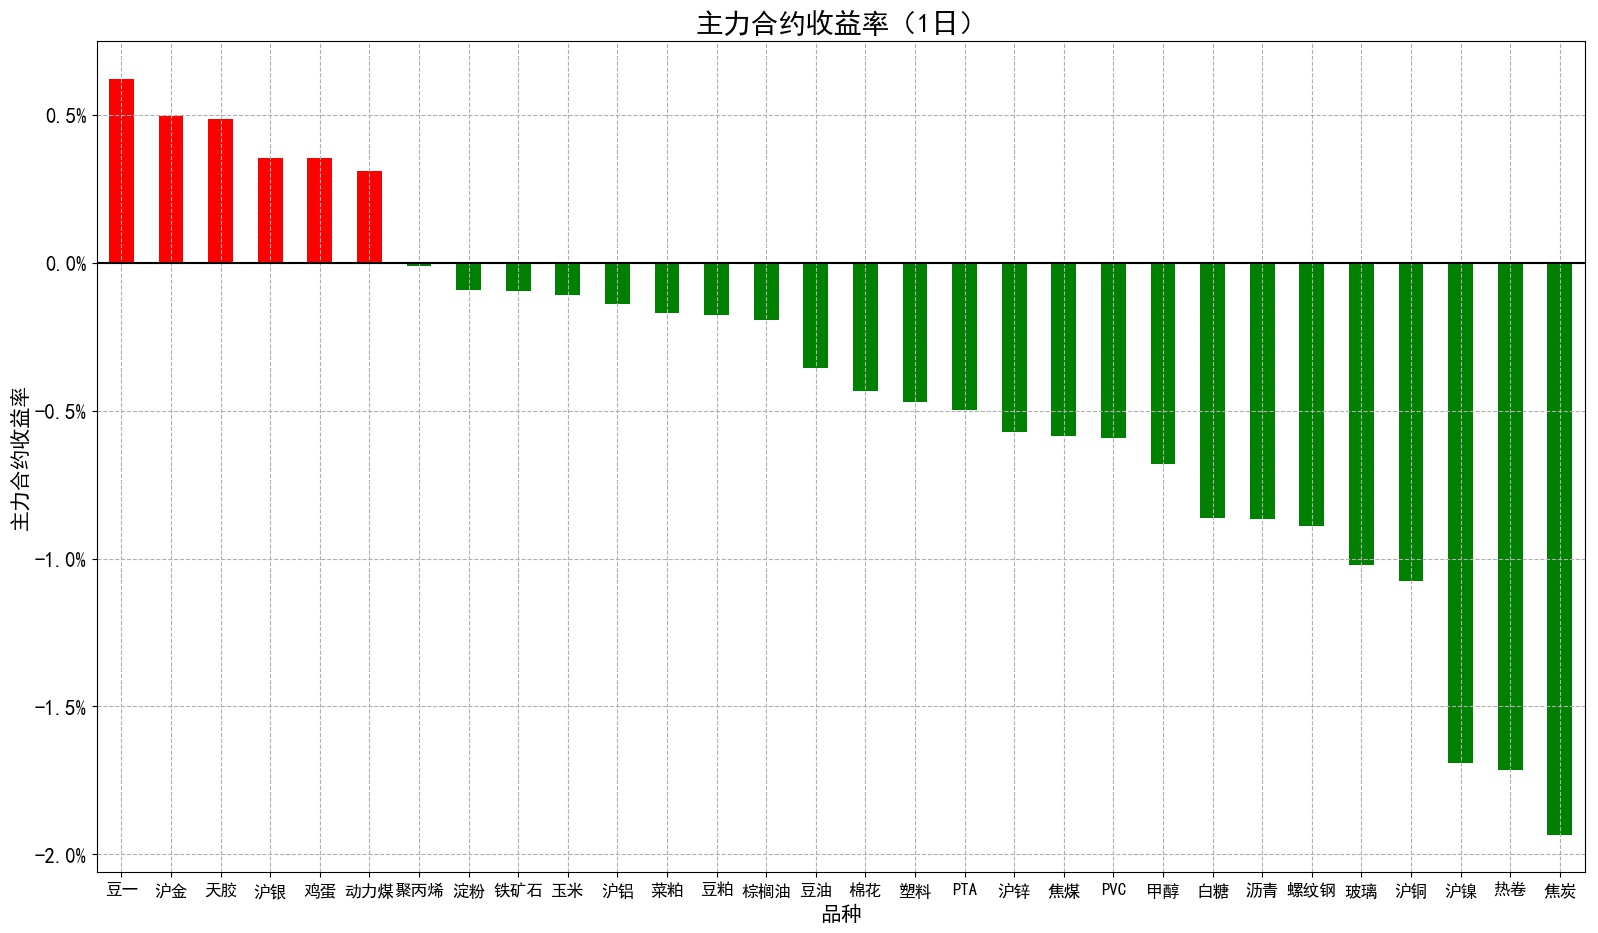 主力合约收益率（1日）
主力合约收益率
0.5%
0.0%
−0.5%
−1.0%
−1.5%
−2.0%
豆一 沪金 天胶 沪银 鸡蛋 动力煤 聚丙烯 淀粉 铁矿石 玉米 沪铝 菜粕 豆粕 棕榈油 豆油 棉花 塑料 PTA 沪锌 焦煤 PVC 甲醇 白糖 沥青 螺纹钢 玻璃 沪铜 沪镍 热卷 焦炭
品种